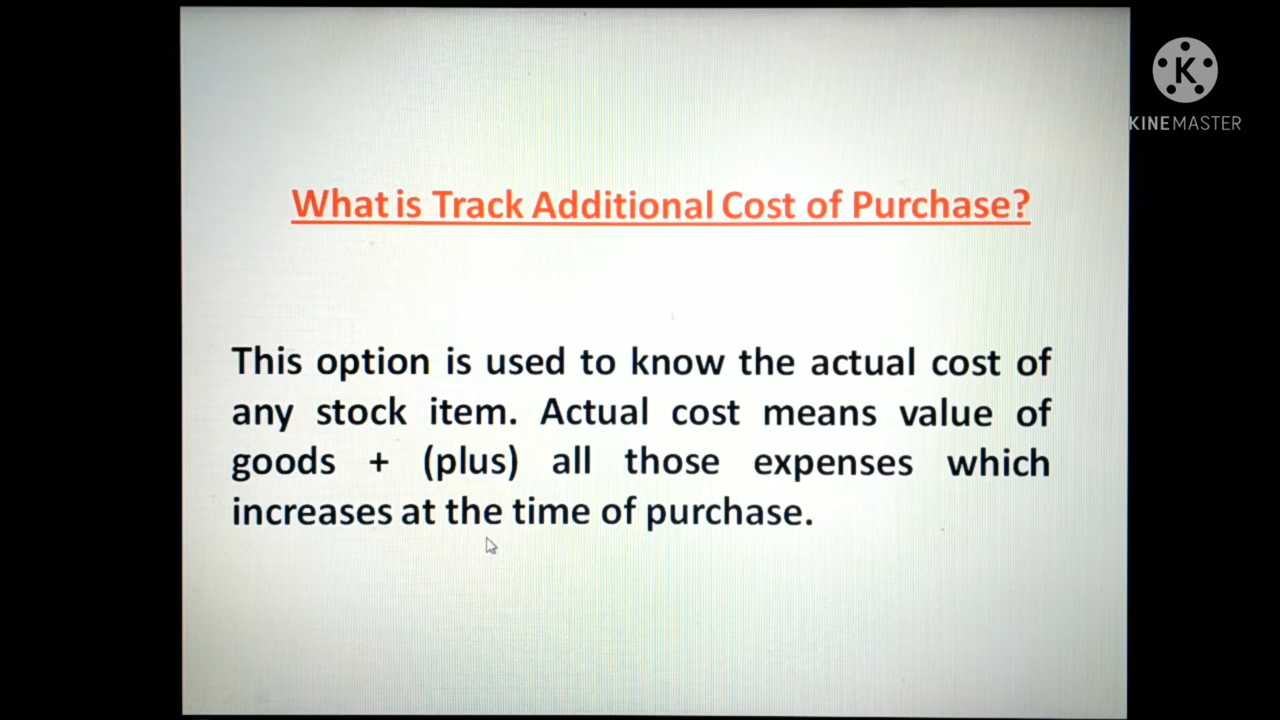 What is Track Additional Cost of Purchase?
This option is used to know the actual cost of
any stock item. Actual cost means value of
goods + (plus) all those expenses which
increases at the time of purchase.
K
KINEMASTER